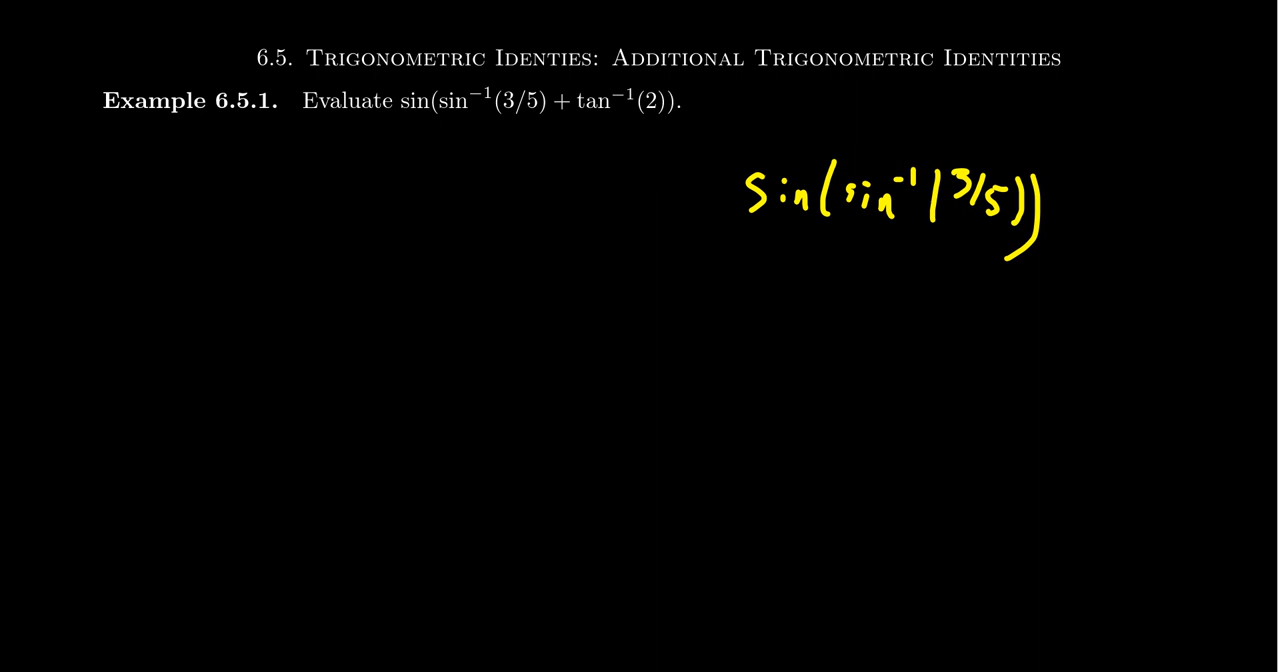 6.5. Trigonometric Identies: Additional Trigonometric Identities
Example 6.5.1. Evaluate sin(sin⁻¹(3/5) + tan⁻¹(2)).
sin(sin⁻¹(3/5))